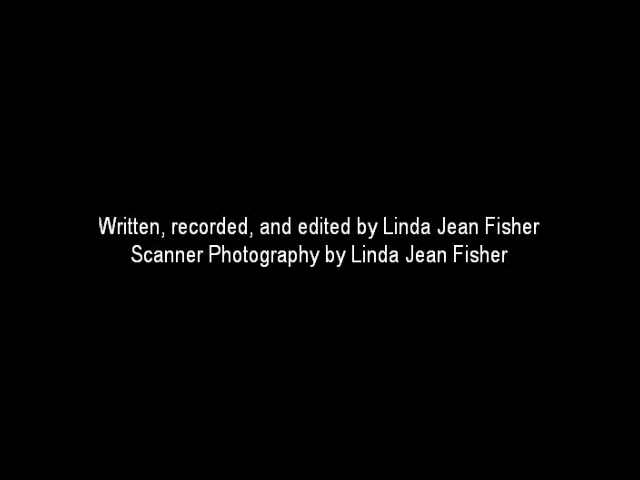 Written, recorded, and edited by Linda Jean Fisher
Scanner Photography by Linda Jean Fisher